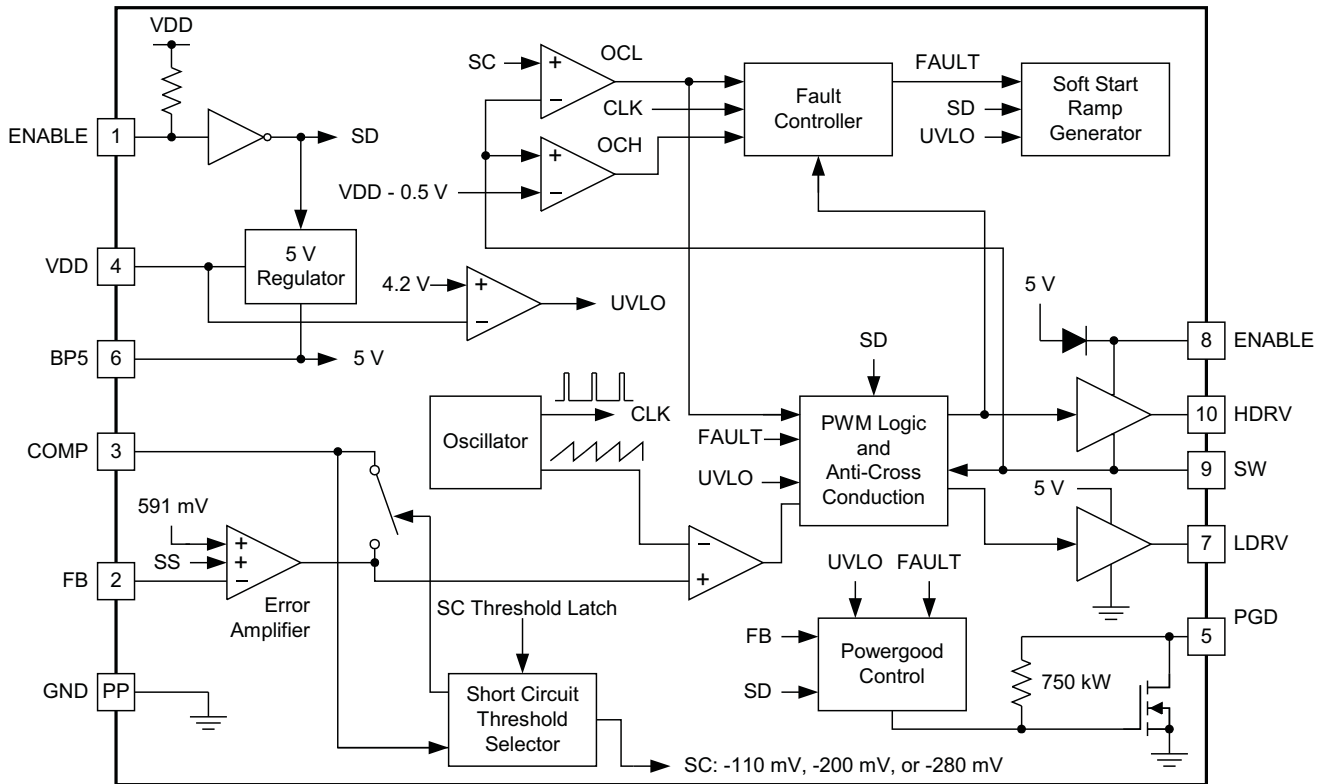 VDD
ENABLE
1
SD
VDD
4
5 V
Regulator
BP5
6
5 V
4.2 V
+
−
UVLO
SC
+
−
OCL
CLK
OCH
+
−
VDD - 0.5 V
Fault
Controller
FAULT
SD
UVLO
Soft Start
Ramp
Generator
COMP
3
591 mV
SS
+
+
−
FB
2
Error
Amplifier
GND
PP
Oscillator
CLK
−
+
SC Threshold Latch
Short Circuit
Threshold
Selector
SC: -110 mV, -200 mV, or -280 mV
SD
FAULT
UVLO
PWM Logic
and
Anti-Cross
Conduction
5 V
8
ENABLE
10
HDRV
9
SW
5 V
7
LDRV
UVLO
FAULT
FB
SD
Powergood
Control
750 kW
5
PGD